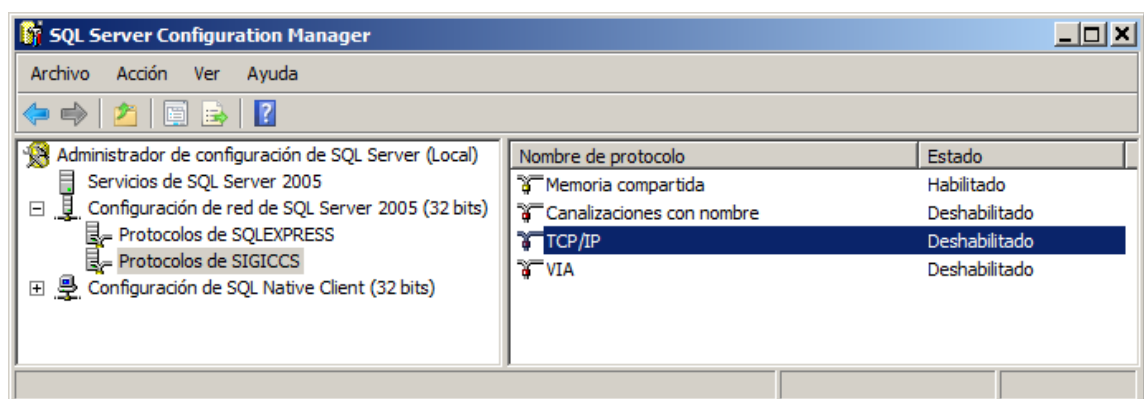 SQL Server Configuration Manager
Archivo Acción Ver Ayuda
Administrador de configuración de SQL Server (Local)
Servicios de SQL Server 2005
Configuración de red de SQL Server 2005 (32 bits)
Protocolos de SQLEXPRESS
Protocolos de SIGICCS
Configuración de SQL Native Client (32 bits)
Nombre de protocolo Estado
Memoria compartida Habilitado
Canalizaciones con nombre Deshabilitado
TCP/IP Deshabilitado
VIA Deshabilitado